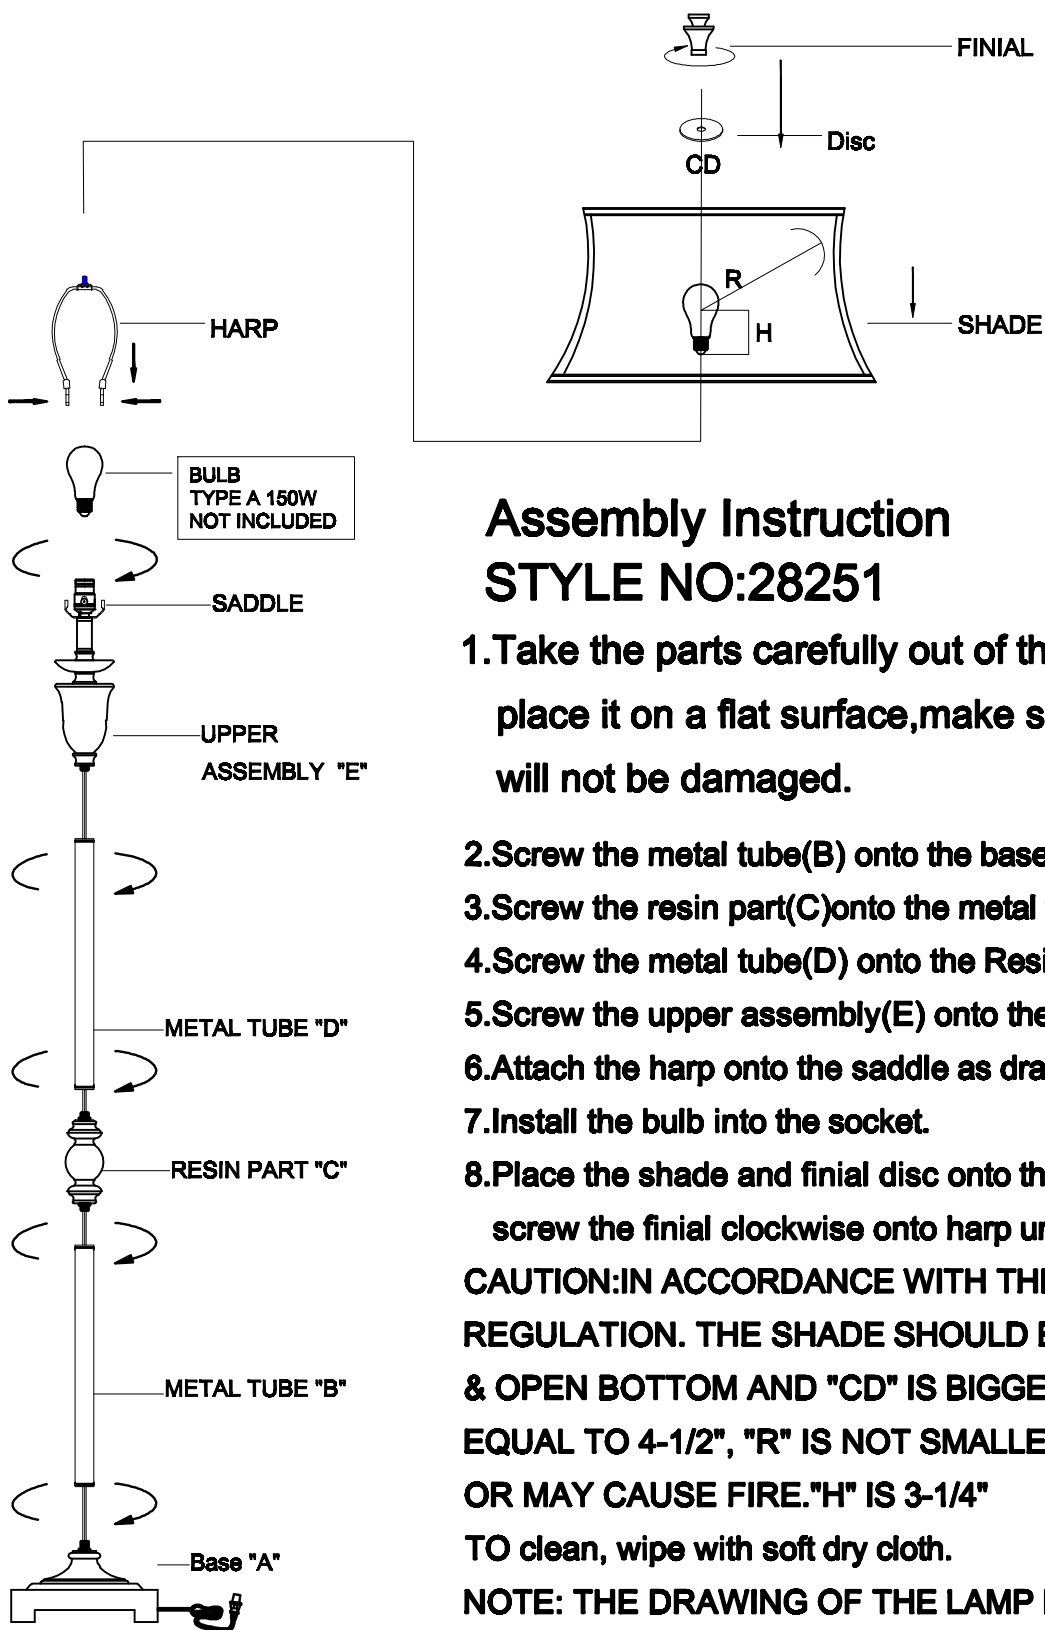 FINIAL
Disc
CD
R
H
SHADE
HARP
BULB
TYPE A 150W
NOT INCLUDED
SADDLE
UPPER
ASSEMBLY "E"
METAL TUBE "D"
RESIN PART "C"
METAL TUBE "B"
Base "A"
Assembly Instruction
STYLE NO:28251
1.Take the parts carefully out of
place it on a flat surface,make
will not be damaged.
2.Screw the metal tube(B) onto the base
3.Screw the resin part(C)onto the metal
4.Screw the metal tube(D) onto the
5.Screw the upper assembly(E) onto the
6.Attach the harp onto the saddle as
7.Install the bulb into the socket.
8.Place the shade and finial disc onto
screw the finial clockwise onto harp
CAUTION:IN ACCORDANCE WITH
REGULATION. THE SHADE SHOULD
& OPEN BOTTOM AND "CD" IS
EQUAL TO 4-1/2", "R" IS NOT
OR MAY CAUSE FIRE."H" IS 3-1/4"
TO clean, wipe with soft dry cloth.
NOTE: THE DRAWING OF THE LAMP